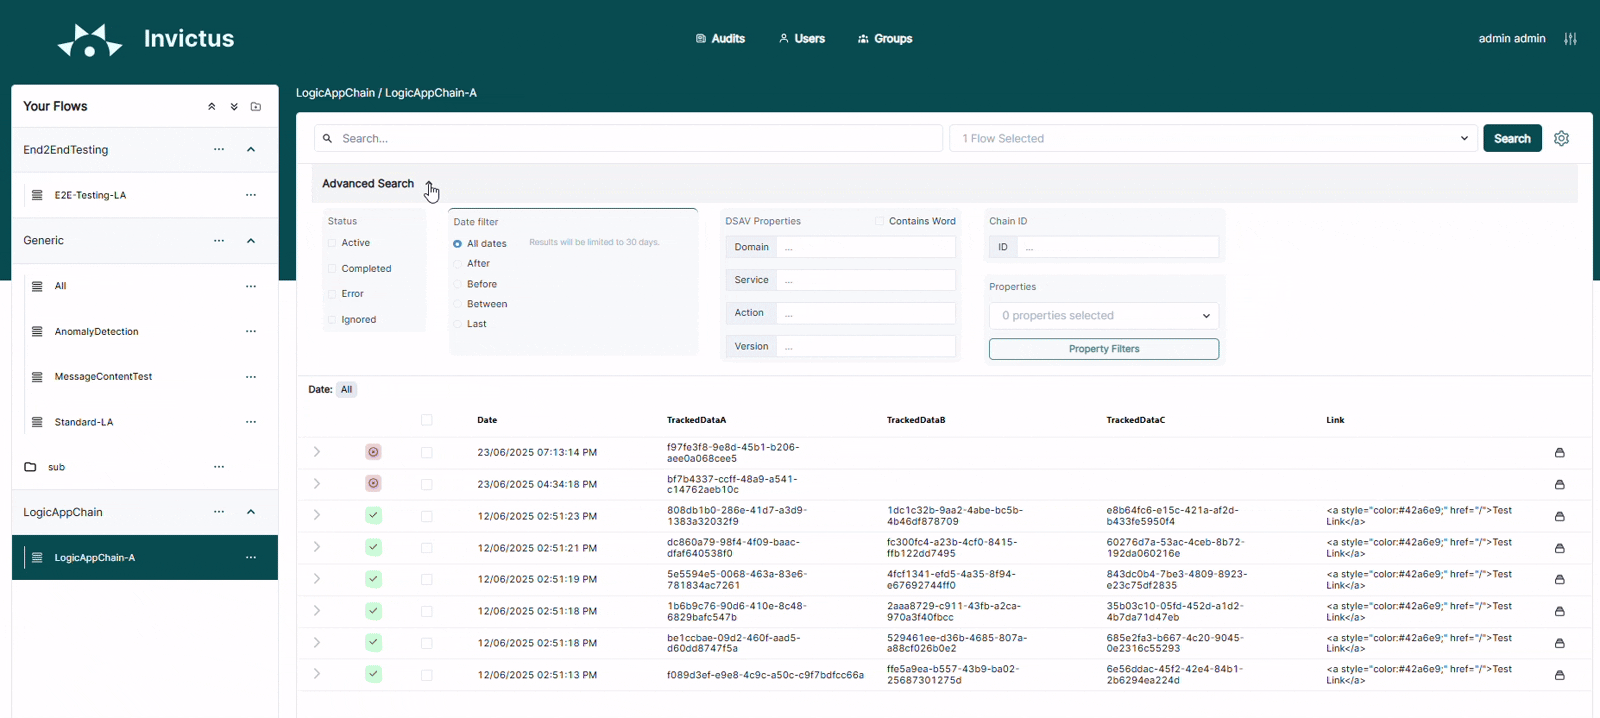 Invictus
Audits
Users
Groups
admin admin
Your Flows
End2EndTesting
E2E-Testing-LA
Generic
All
AnomalyDetection
MessageContentTest
Standard-LA
sub
LogicAppChain
LogicAppChain-A
LogicAppChain / LogicAppChain-A
Search...
1 Flow Selected
Search
Advanced Search
Status
Active
Completed
Error
Ignored
Date filter
All dates
Results will be limited to 30 days.
After
Before
Between
Last
DSAV Properties
Contains Word
Domain ...
Service ...
Action ...
Version ...
Chain ID
ID ...
Properties
0 properties selected
Property Filters
Date: All
Date TrackedDataA TrackedDataB TrackedDataC Link
23/06/2025 07:13:14 PM
f97fe3f8-9e8d-45b1-b206-
aee0a068cee5
23/06/2025 04:34:18 PM
bf7b4337-ccff-48a9-a541-
c14762aeb10c
12/06/2025 02:51:23 PM
808db1b0-286e-41d7-a3d9-
1383a32032f9
1dc1c32b-9aa2-4abe-bc5b-
4b46df878709
e8b64fc6-e15c-421a-af2d-
b433fe5950f4
<a style="color:#42a6e9;" href="/">Test
Link</a>
12/06/2025 02:51:21 PM
dc860a79-98f4-4f09-baac-
dfaf640538f0
fc300fc4-a23b-4cf0-8415-
ffb122dd7495
60276d7a-53ac-4ceb-8b72-
192da060216e
<a style="color:#42a6e9;" href="/">Test
Link</a>
12/06/2025 02:51:19 PM
5e5594e5-0068-463a-83e6-
781834ac7261
4fcf1341-efd5-4a35-8f94-
e67692744ff0
843dc0b4-7be3-4809-8923-
e23c75df2835
<a style="color:#42a6e9;" href="/">Test
Link</a>
12/06/2025 02:51:18 PM
1b6b9c76-90d6-410e-8c48-
6829bafc547b
2aaa8729-c911-43fb-a2ca-
970a3f40fbcc
35b03c10-05fd-452d-a1d2-
4b7da71d47eb
<a style="color:#42a6e9;" href="/">Test
Link</a>
12/06/2025 02:51:18 PM
be1ccbae-09d2-460f-aad5-
d60dd8747f5a
529461ee-d36b-4685-807a-
a88cf026b0e2
685e2fa3-b667-4c20-9045-
0e2316c55293
<a style="color:#42a6e9;" href="/">Test
Link</a>
12/06/2025 02:51:13 PM
f089d3ef-e9e8-4c9c-a50c-c9f7bdfcc66a
ffe5a9ea-b557-43b9-ba02-
25687301275d
6e56ddac-45f2-42e4-84b1-
2b6294ea224d
<a style="color:#42a6e9;" href="/">Test
Link</a>